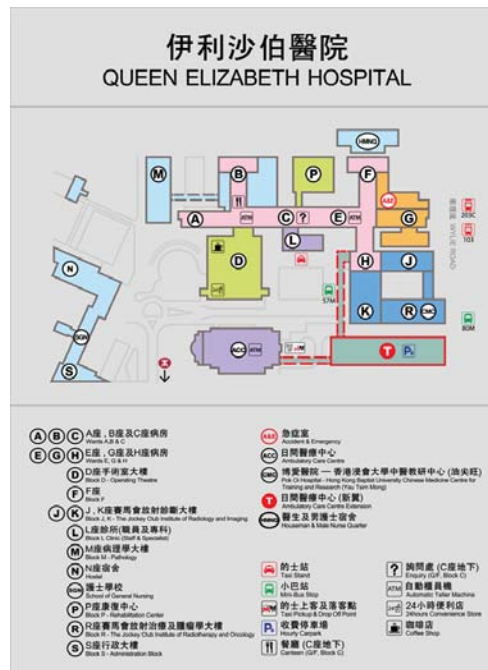 伊利沙伯醫院
QUEEN ELIZABETH HOSPITAL
HMNQ
M
B
P
F
A&E
ATM
A
C
?
E
ATM
G
L
D
H
J
N
SGN
S
K
R
CMC
ACC
ATM
T
P
WYLIE ROAD
203C
103
57M
80M
A B C A座, B座及C座病房
Wards A,B & C
E G H E座, G座及H座病房
Wards E, G & H
D D座手術室大樓
Block D - Operating Theatre
F F座
Block F
J K J, K座賽馬會放射診斷大樓
Block J, K - The Jockey Club Institute of Radiology and Imaging
L L座診所(職員及專科)
Block L Clinic (Staff & Specialist)
M M座病理學大樓
Block M - Pathology
N N座宿舍
Hostel
SGN 護士學校
School of General Nursing
P P座康復中心
Block P - Rehabilitation Center
R R座賽馬會放射治療及腫瘤學大樓
Block R - The Jockey Club Institute of Radiotherapy and Oncology
S S座行政大樓
Block S - Administration Block
A&E 急症室
Accident & Emergency
ACC 日間醫療中心
Ambulatory Care Centre
CMC 博愛醫院 — 香港浸會大學中醫教研中心 (油尖旺)
Pok Oi Hospital - Hong Kong Baptist University Chinese Medicine Centre for
Training and Research (Yau Tsim Mong)
T 日間醫療中心 (新翼)
Ambulatory Care Centre Extension
HMNQ 醫生及男護士宿舍
Houseman & Male Nurse Quarter
的士站
Taxi Stand
小巴站
Mini-Bus Stop
的士上客及落客點
Taxi Pickup & Drop Off Point
P 收費停車場
Hourly Carpark
餐廳 (C座地下)
Canteen (G/F, Block C)
? 詢問處 (C座地下)
Enquiry (G/F, Block C)
ATM 自動櫃員機
Automatic Teller Machine
24小時便利店
24hours Convenience Store
咖啡店
Coffee Shop